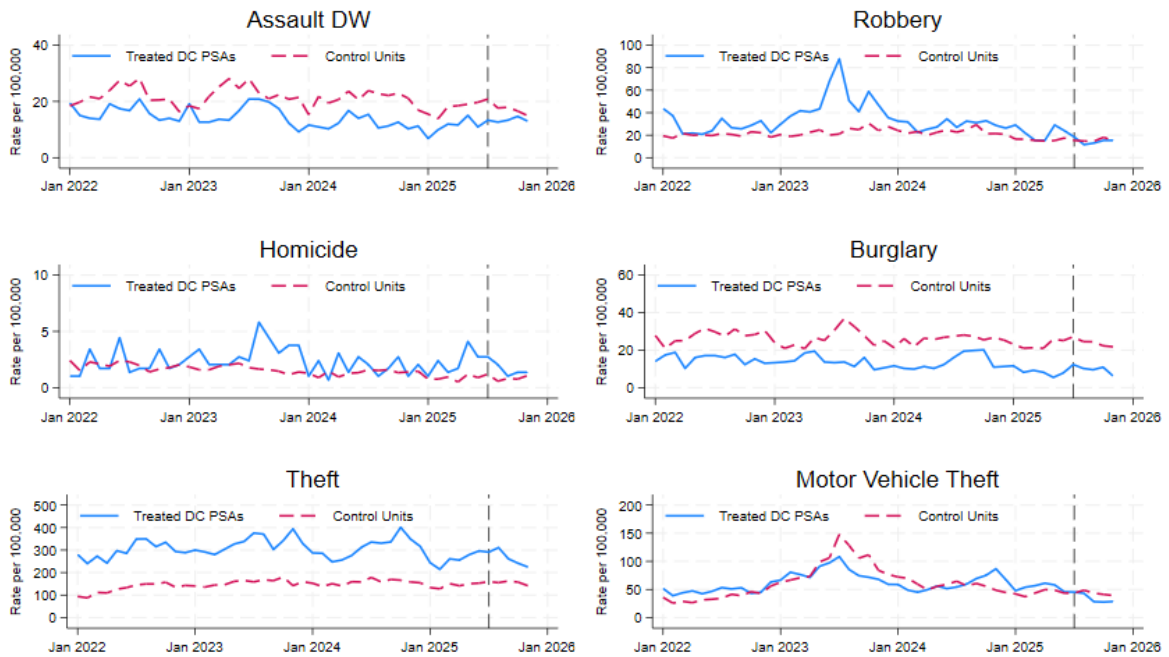 Assault DW
Rate per 100,000
40
20
0
Treated DC PSAs
Control Units
Jan 2022
Jan 2023
Jan 2024
Jan 2025
Jan 2026
Robbery
Rate per 100,000
100
80
60
40
20
0
Treated DC PSAs
Control Units
Jan 2022
Jan 2023
Jan 2024
Jan 2025
Jan 2026
Homicide
Rate per 100,000
10
5
0
Treated DC PSAs
Control Units
Jan 2022
Jan 2023
Jan 2024
Jan 2025
Jan 2026
Burglary
Rate per 100,000
60
40
20
0
Treated DC PSAs
Control Units
Jan 2022
Jan 2023
Jan 2024
Jan 2025
Jan 2026
Theft
Rate per 100,000
500
400
300
200
100
0
Treated DC PSAs
Control Units
Jan 2022
Jan 2023
Jan 2024
Jan 2025
Jan 2026
Motor Vehicle Theft
Rate per 100,000
200
150
100
50
0
Treated DC PSAs
Control Units
Jan 2022
Jan 2023
Jan 2024
Jan 2025
Jan 2026